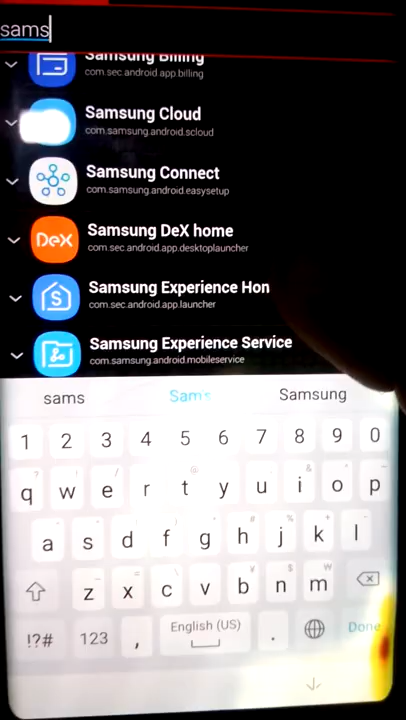 sams
Samsung Billing
com.sec.android.app.billing
Samsung Cloud
com.samsung.android.scloud
Samsung Connect
com.samsung.android.easysetup
DeX
Samsung DeX home
com.sec.android.app.desktoplauncher
S
Samsung Experience Hon
com.sec.android.app.launcher
Samsung Experience Service
com.samsung.android.mobileservice
sams Sams Samsung
1 2 3 4 5 6 7 8 9 0
q w e r t y u i o p
a s d f g h j k l
z x c v b n m
!?# 123 , English (US) . Done